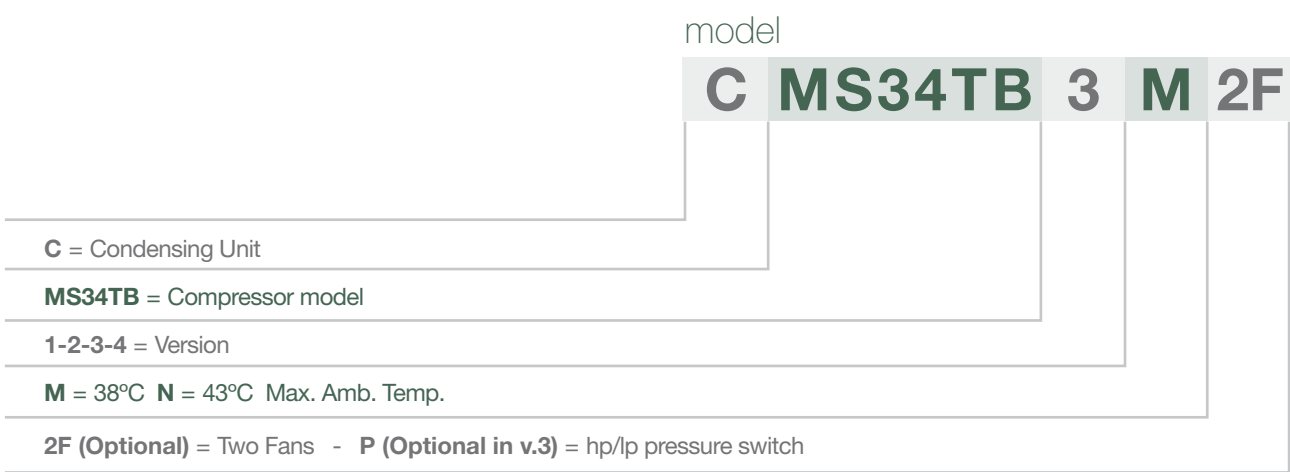 model
C MS34TB 3 M 2F
C = Condensing Unit
MS34TB = Compressor model
1-2-3-4 = Version
M = 38ºC N = 43ºC Max. Amb. Temp.
2F (Optional) = Two Fans - P (Optional in v.3) = hp/lp pressure switch